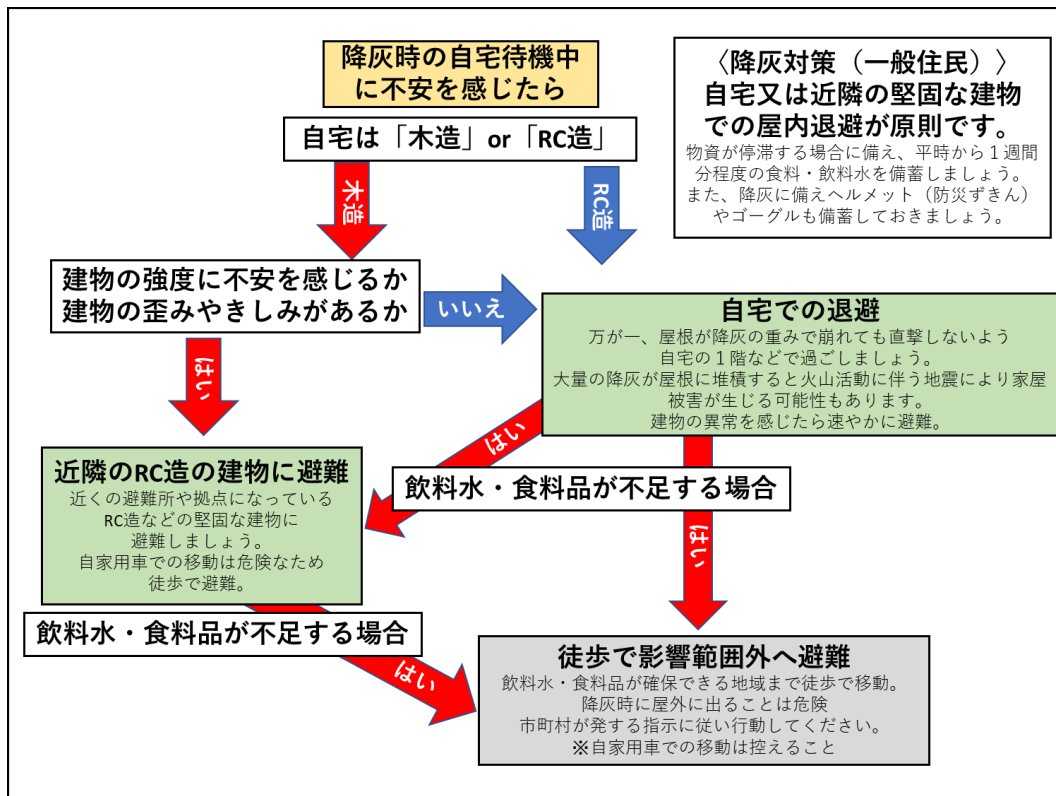 降灰時の自宅待機中
に不安を感じたら
自宅は「木造」or「RC造」
〈降灰対策（一般住民）〉
自宅又は近隣の堅固な建物
での屋内退避が原則です。
物資が停滞する場合に備え、平時から１週間
分程度の食料・飲料水を備蓄しましょう。
また、降灰に備えヘルメット（防災ずきん）
やゴーグルも備蓄しておきましょう。
木造
RC造
建物の強度に不安を感じるか
建物の歪みやきしみがあるか
いいえ
はい
自宅での退避
万が一、屋根が降灰の重みで崩れても直撃しないよう
自宅の１階などで過ごしましょう。
大量の降灰が屋根に堆積すると火山活動に伴う地震により家屋
被害が生じる可能性もあります。
建物の異常を感じたら速やかに避難。
はい
飲料水・食料品が不足する場合
はい
近隣のRC造の建物に避難
近くの避難所や拠点になっている
RC造などの堅固な建物に
避難しましょう。
自家用車での移動は危険なため
徒歩で避難。
飲料水・食料品が不足する場合
はい
徒歩で影響範囲外へ避難
飲料水・食料品が確保できる地域まで徒歩で移動。
降灰時に屋外に出ることは危険
市町村が発する指示に従い行動してください。
※自家用車での移動は控えること